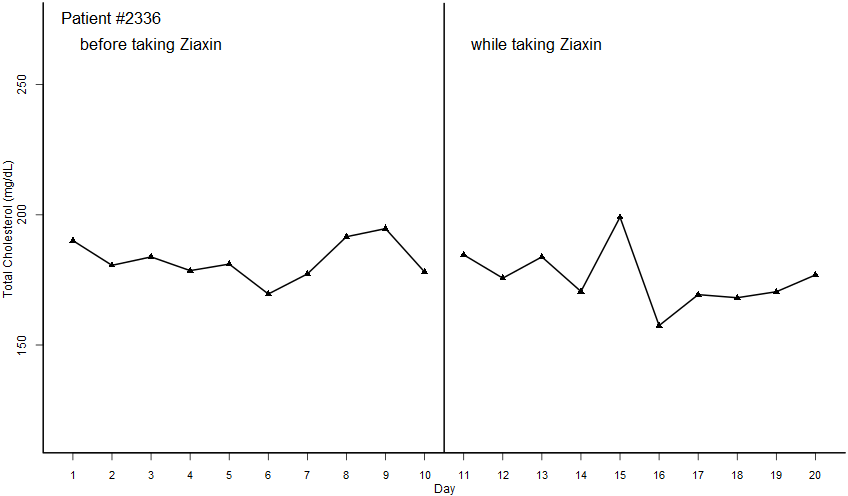 Patient #2336
before taking Ziaxin
while taking Ziaxin
Total Cholesterol (mg/dL)
250
200
150
1 2 3 4 5 6 7 8 9 10 11 12 13 14 15 16 17 18 19 20
Day